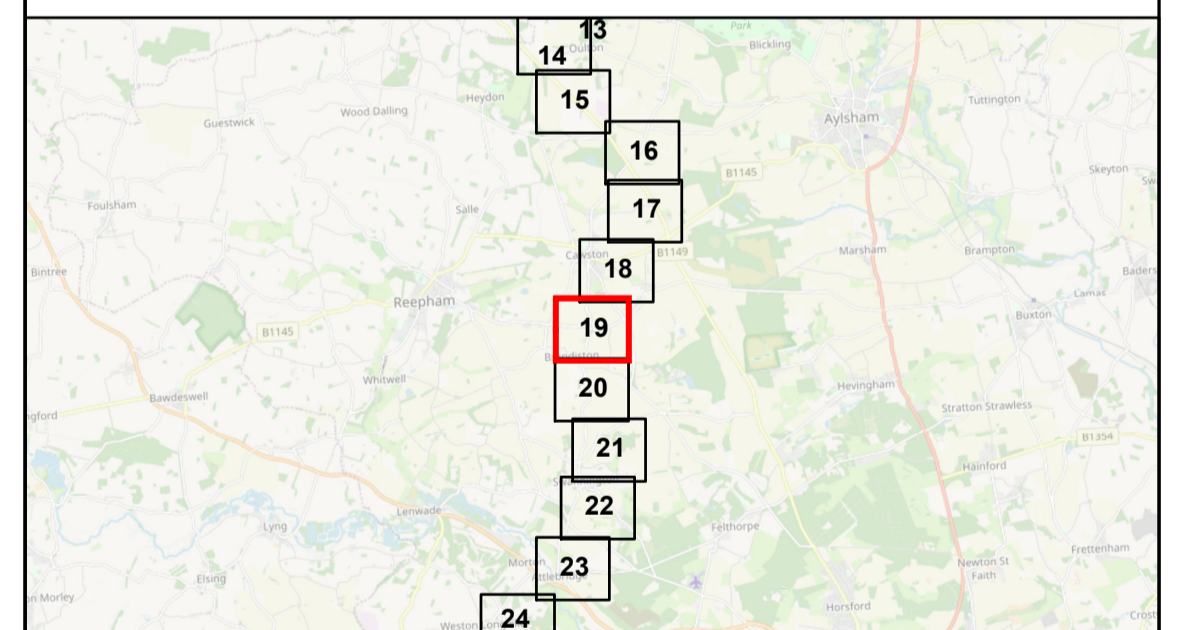 13
Park
Oulton
Blickling
14
Heydon
15
Tuttington
Wood Dalling
Guestwick
Aylsham
16
B1145
Skeyton
Foulsham
Salle
17
Marsham
Brampton
Cawston
B1149
18
Bintree
Reepham
Lamas
Buxton
19
B1145
Brandiston
Whitwell
20
Hevingham
Bawdeswell
Stratton Strawless
21
B1354
Hainford
Lenwade
22
Lyng
Felthorpe
Frettenham
Morton
23
Attlebridge
Newton St
Faith
Elsing
Horsford
24
Weston